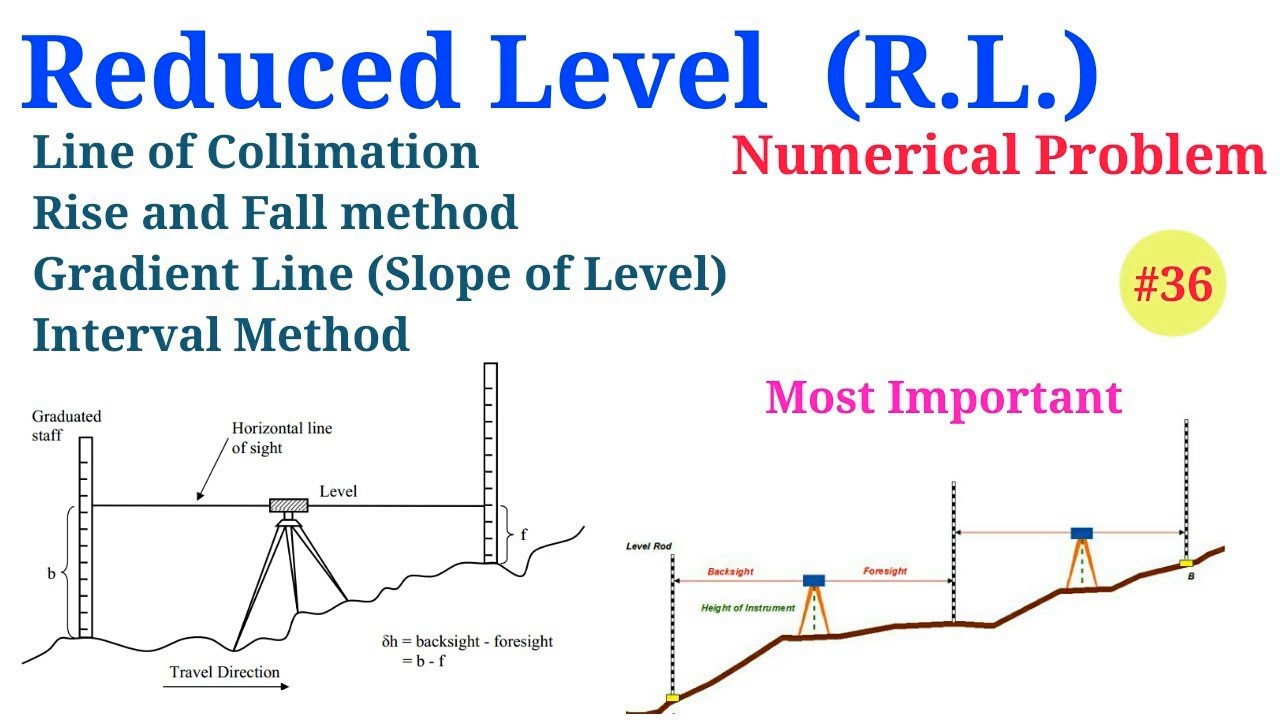 Reduced Level (R.L.)
Line of Collimation
Numerical Problem
Rise and Fall method
Gradient Line (Slope of Level)
#36
Interval Method
Most Important
Graduated
staff
Horizontal line
of sight
Level
f
b
δh = backsight - foresight
= b - f
Travel Direction
Level Rod
Backsight
Foresight
Height of Instrument
B